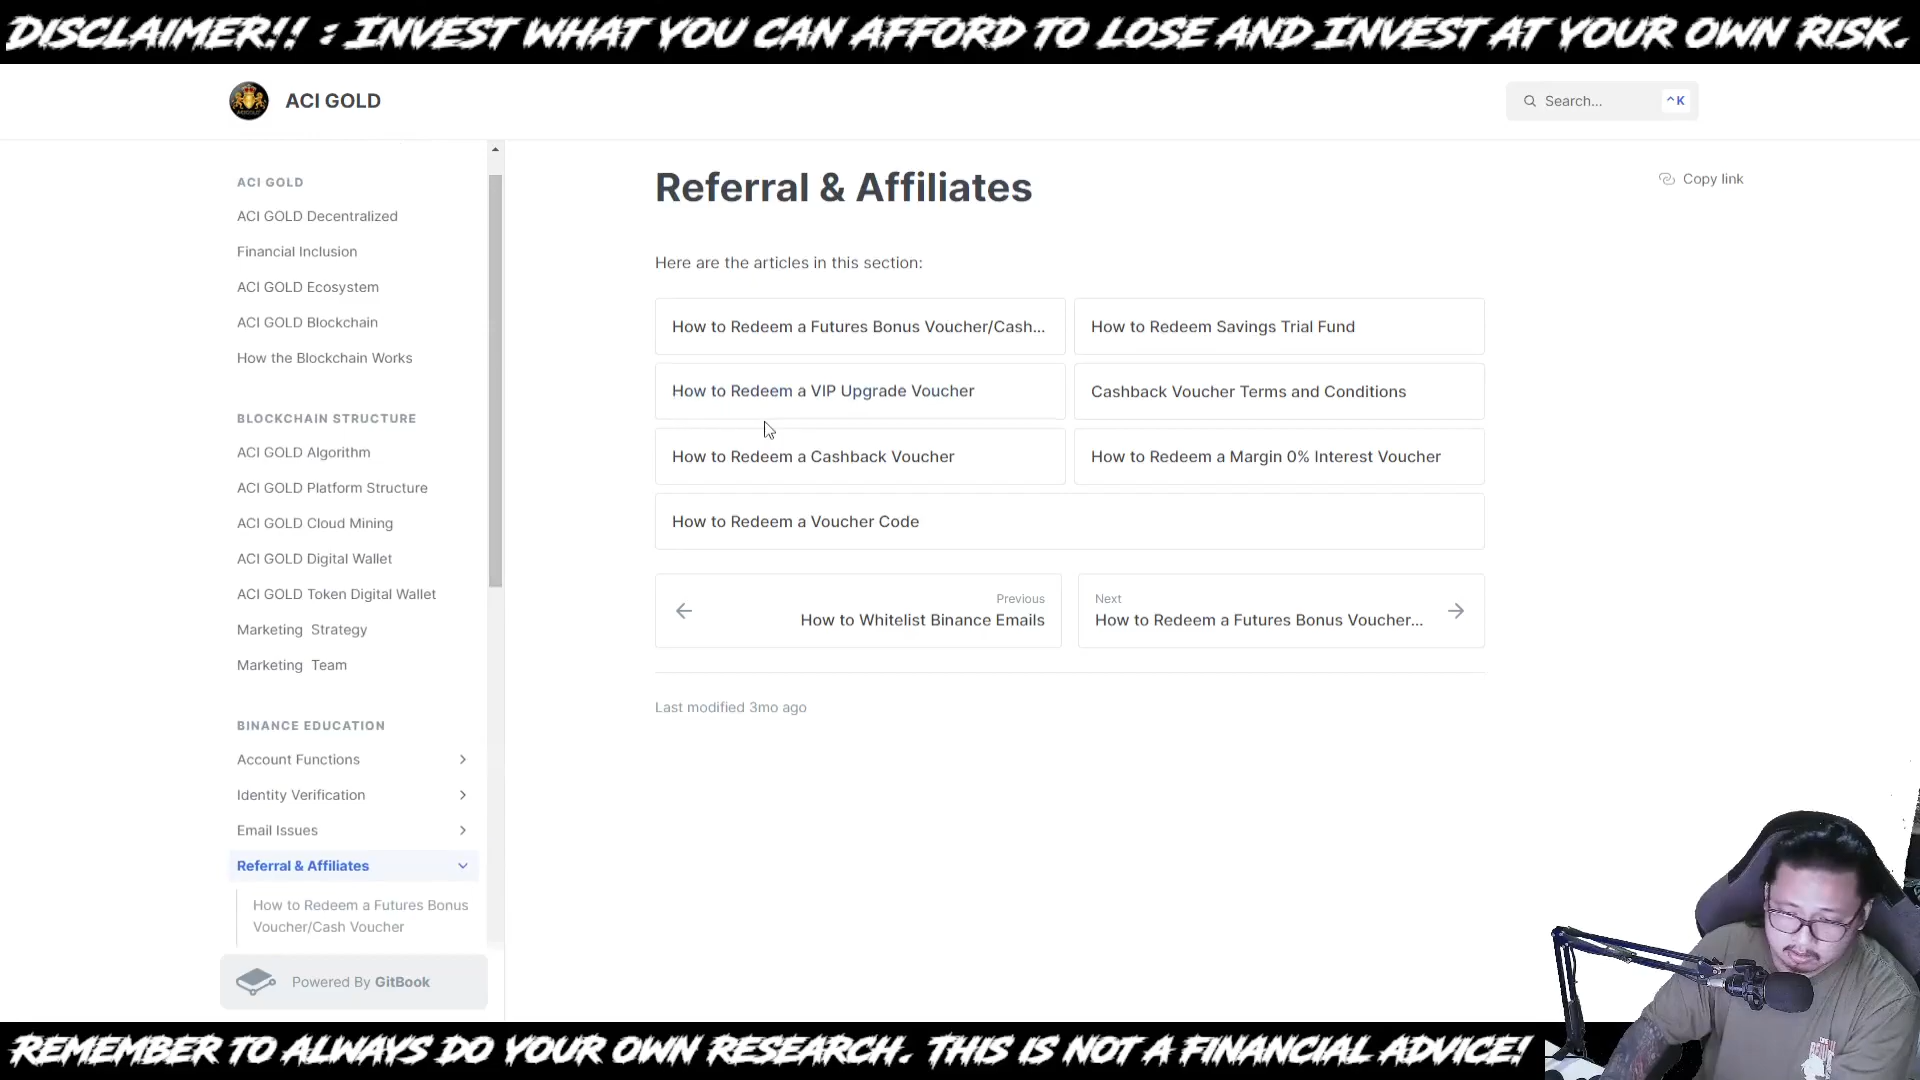 DISCLAIMER!! : INVEST WHAT YOU CAN AFFORD TO LOSE AND INVEST AT YOUR OWN RISK.
ACI GOLD
Search...
^K
ACI GOLD
ACI GOLD Decentralized
Financial Inclusion
ACI GOLD Ecosystem
ACI GOLD Blockchain
How the Blockchain Works
BLOCKCHAIN STRUCTURE
ACI GOLD Algorithm
ACI GOLD Platform Structure
ACI GOLD Cloud Mining
ACI GOLD Digital Wallet
ACI GOLD Token Digital Wallet
Marketing Strategy
Marketing Team
BINANCE EDUCATION
Account Functions
Identity Verification
Email Issues
Referral & Affiliates
How to Redeem a Futures Bonus
Voucher/Cash Voucher
Powered By GitBook
Referral & Affiliates
Copy link
Here are the articles in this section:
How to Redeem a Futures Bonus Voucher/Cash...
How to Redeem Savings Trial Fund
How to Redeem a VIP Upgrade Voucher
Cashback Voucher Terms and Conditions
How to Redeem a Cashback Voucher
How to Redeem a Margin 0% Interest Voucher
How to Redeem a Voucher Code
Previous
How to Whitelist Binance Emails
Next
How to Redeem a Futures Bonus Voucher...
Last modified 3mo ago
REMEMBER TO ALWAYS DO YOUR OWN RESEARCH. THIS IS NOT A FINANCIAL ADVICE!